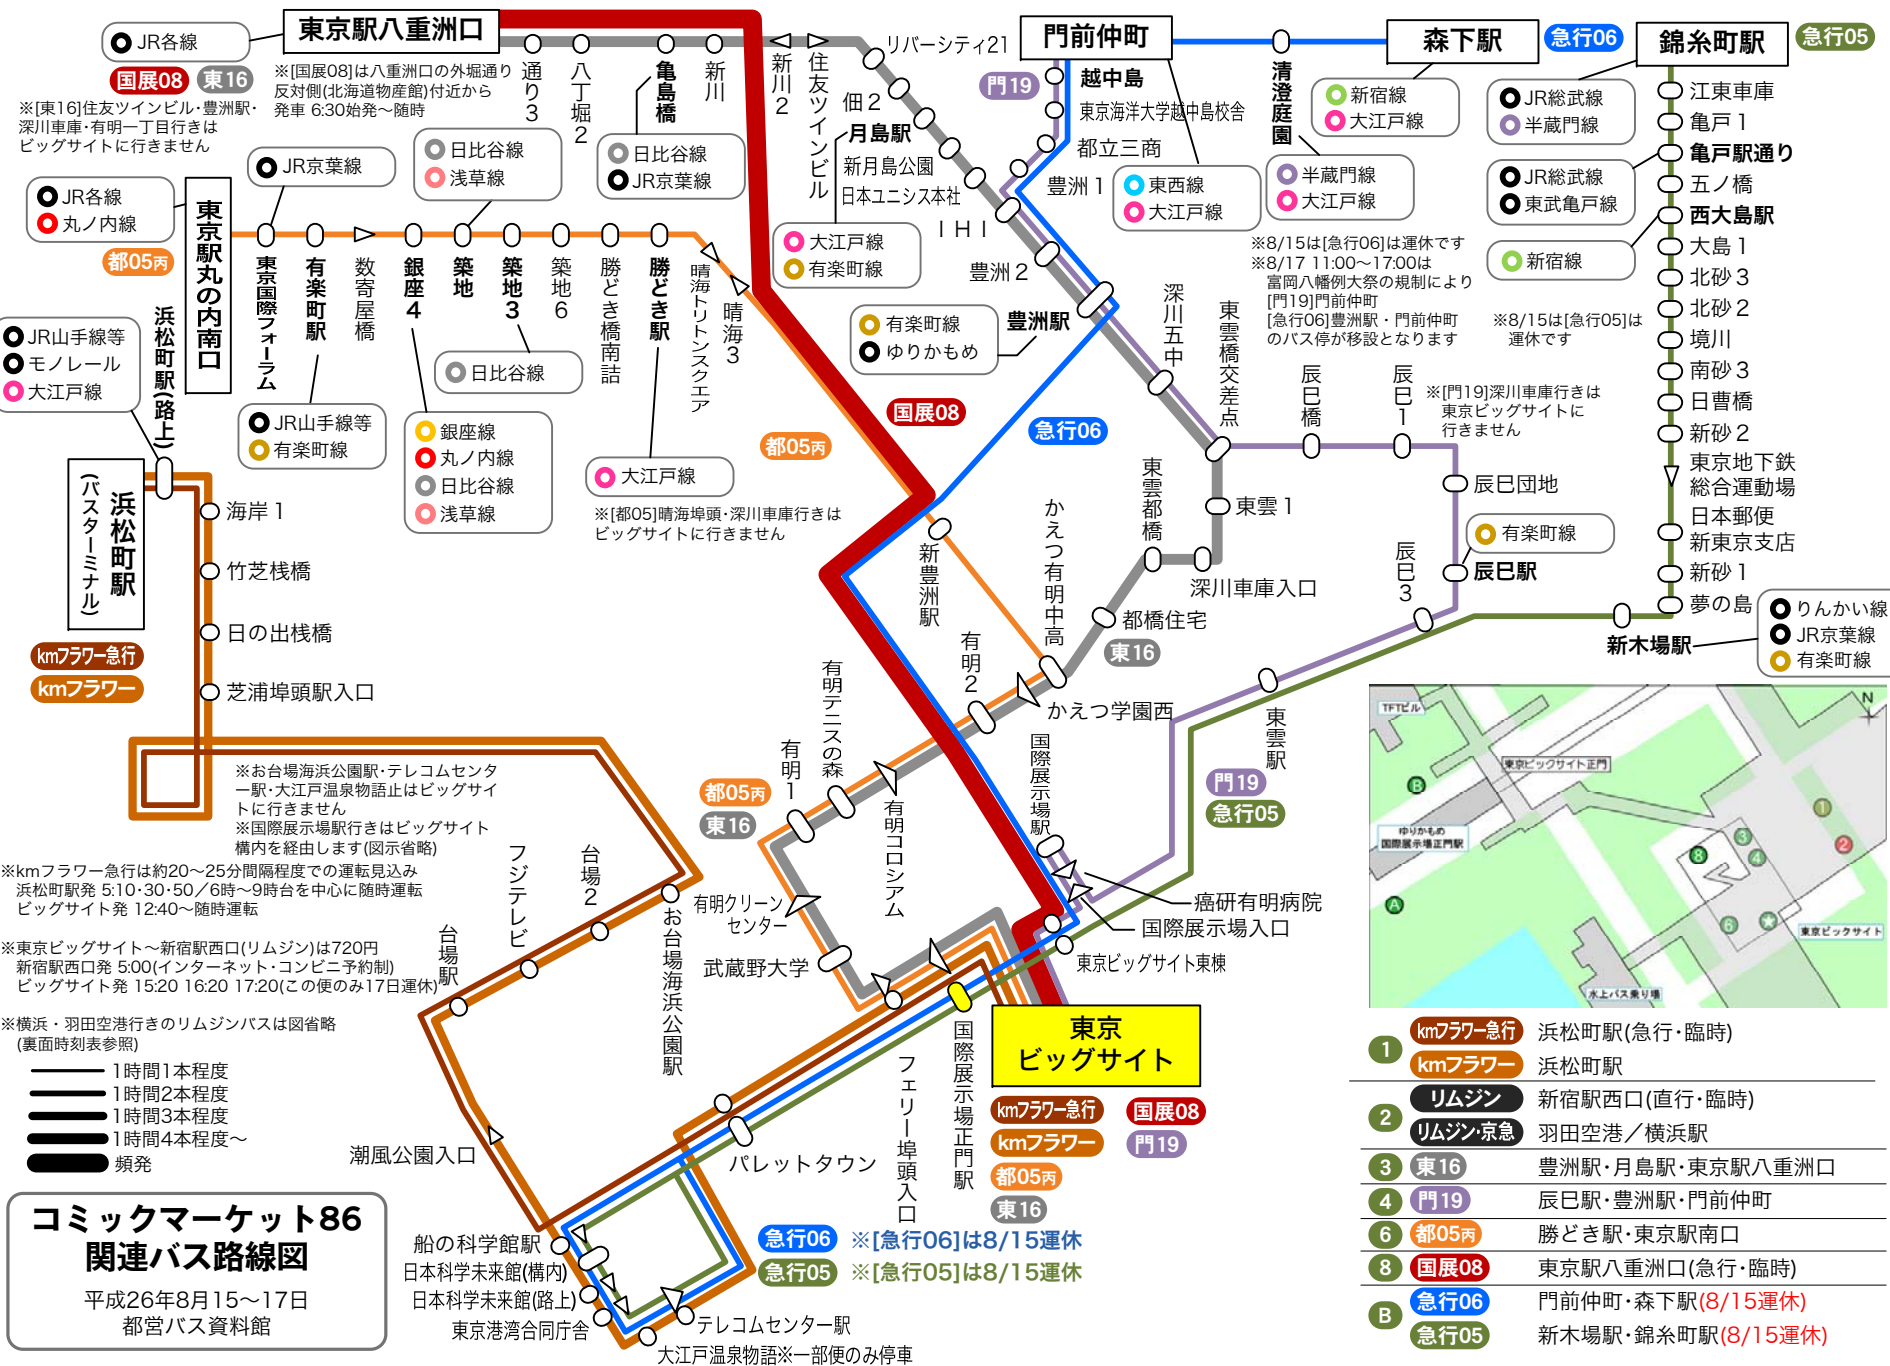 東京駅八重洲口
JR各線
国展08 東16
※[国展08]は八重洲口の外堀通り
反対側(北海道物産館)付近から
発車 6:30始発〜随時
※[東16]住友ツインビル・豊洲駅・
深川車庫・有明一丁目行きは
ビッグサイトに行きません
通り3
八丁堀2
亀島橋
新川
新川2
住友ツインビル
リバーシティ21
佃2
月島駅
新月島公園
日本ユニシス本社
IHI
豊洲2
豊洲駅
日比谷線
JR京葉線
大江戸線
有楽町線
有楽町線
ゆりかもめ
門前仲町
門19
越中島
東京海洋大学越中島校舎
都立三商
豊洲1
東西線
大江戸線
清澄庭園
半蔵門線
大江戸線
森下駅
急行06
新宿線
大江戸線
錦糸町駅
急行05
JR総武線
半蔵門線
JR総武線
東武亀戸線
新宿線
江東車庫
亀戸1
亀戸駅通り
五ノ橋
西大島駅
大島1
北砂3
北砂2
境川
南砂3
日曹橋
新砂2
東京地下鉄
総合運動場
日本郵便
新東京支店
新砂1
夢の島
新木場駅
りんかい線
JR京葉線
有楽町線
※8/15は[急行06]は運休です
※8/17 11:00〜17:00は
富岡八幡例大祭の規制により
[門19]門前仲町
[急行06]豊洲駅・門前仲町
のバス停が移設となります
※8/15は[急行05]は
運休です
※[門19]深川車庫行きは
東京ビッグサイトに
行きません
JR各線
丸ノ内線
都05丙
東京駅丸の内南口
JR京葉線
東京国際フォーラム
有楽町駅
数寄屋橋
銀座4
築地
築地3
築地6
勝どき橋南詰
勝どき駅
晴海トリトンスクエア
晴海3
日比谷線
浅草線
日比谷線
JR山手線等
有楽町線
銀座線
丸ノ内線
日比谷線
浅草線
大江戸線
※[都05]晴海埠頭・深川車庫行きは
ビッグサイトに行きません
都05丙
国展08
急行06
JR山手線等
モノレール
大江戸線
浜松町駅(路上)
浜松町駅
(バスターミナル)
kmフラワー急行
kmフラワー
海岸1
竹芝桟橋
日の出桟橋
芝浦埠頭駅入口
深川五中
東雲橋交差点
辰巳橋
辰巳1
辰巳団地
辰巳駅
有楽町線
辰巳3
東雲駅
門19
急行05
東雲1
深川車庫入口
東雲都橋
都橋住宅
東16
かえつ有明中高
かえつ学園西
新豊洲駅
有明2
有明テニスの森
有明コロシアム
有明1
都05丙
東16
有明クリーン
センター
武蔵野大学
国際展示場駅
癌研有明病院
国際展示場入口
東京ビッグサイト東棟
※お台場海浜公園駅・テレコムセンタ
ー駅・大江戸温泉物語止はビッグサイ
トに行きません
※国際展示場駅行きはビッグサイト
構内を経由します(図示省略)
※kmフラワー急行は約20〜25分間隔程度での運転見込み
浜松町駅発 5:10・30・50／6時〜9時台を中心に随時運転
ビッグサイト発 12:40〜随時運転
※東京ビッグサイト〜新宿駅西口(リムジン)は720円
新宿駅西口発 5:00(インターネット・コンビニ予約制)
ビッグサイト発 15:20 16:20 17:20(この便のみ17日運休)
※横浜・羽田空港行きのリムジンバスは図省略
(裏面時刻表参照)
1時間1本程度
1時間2本程度
1時間3本程度
1時間4本程度〜
頻発
台場2
フジテレビ
台場駅
お台場海浜公園駅
潮風公園入口
船の科学館駅
日本科学未来館(構内)
日本科学未来館(路上)
東京港湾合同庁舎
テレコムセンター駅
大江戸温泉物語※一部便のみ停車
パレットタウン
フェリー埠頭入口
国際展示場正門駅
東京
ビッグサイト
kmフラワー急行 国展08
kmフラワー 門19
都05丙
東16
急行06 ※[急行06]は8/15運休
急行05 ※[急行05]は8/15運休
コミックマーケット86
関連バス路線図
平成26年8月15〜17日
都営バス資料館
N
TFTビル
東京ビックサイト正門
ゆりかもめ
国際展示場正門駅
東京ビックサイト
水上バス乗り場
A
B
1
2
3
4
6
8
1 kmフラワー急行 浜松町駅(急行・臨時)
kmフラワー 浜松町駅
2 リムジン 新宿駅西口(直行・臨時)
リムジン・京急 羽田空港／横浜駅
3 東16 豊洲駅・月島駅・東京駅八重洲口
4 門19 辰巳駅・豊洲駅・門前仲町
6 都05丙 勝どき駅・東京駅南口
8 国展08 東京駅八重洲口(急行・臨時)
B 急行06 門前仲町・森下駅(8/15運休)
急行05 新木場駅・錦糸町駅(8/15運休)